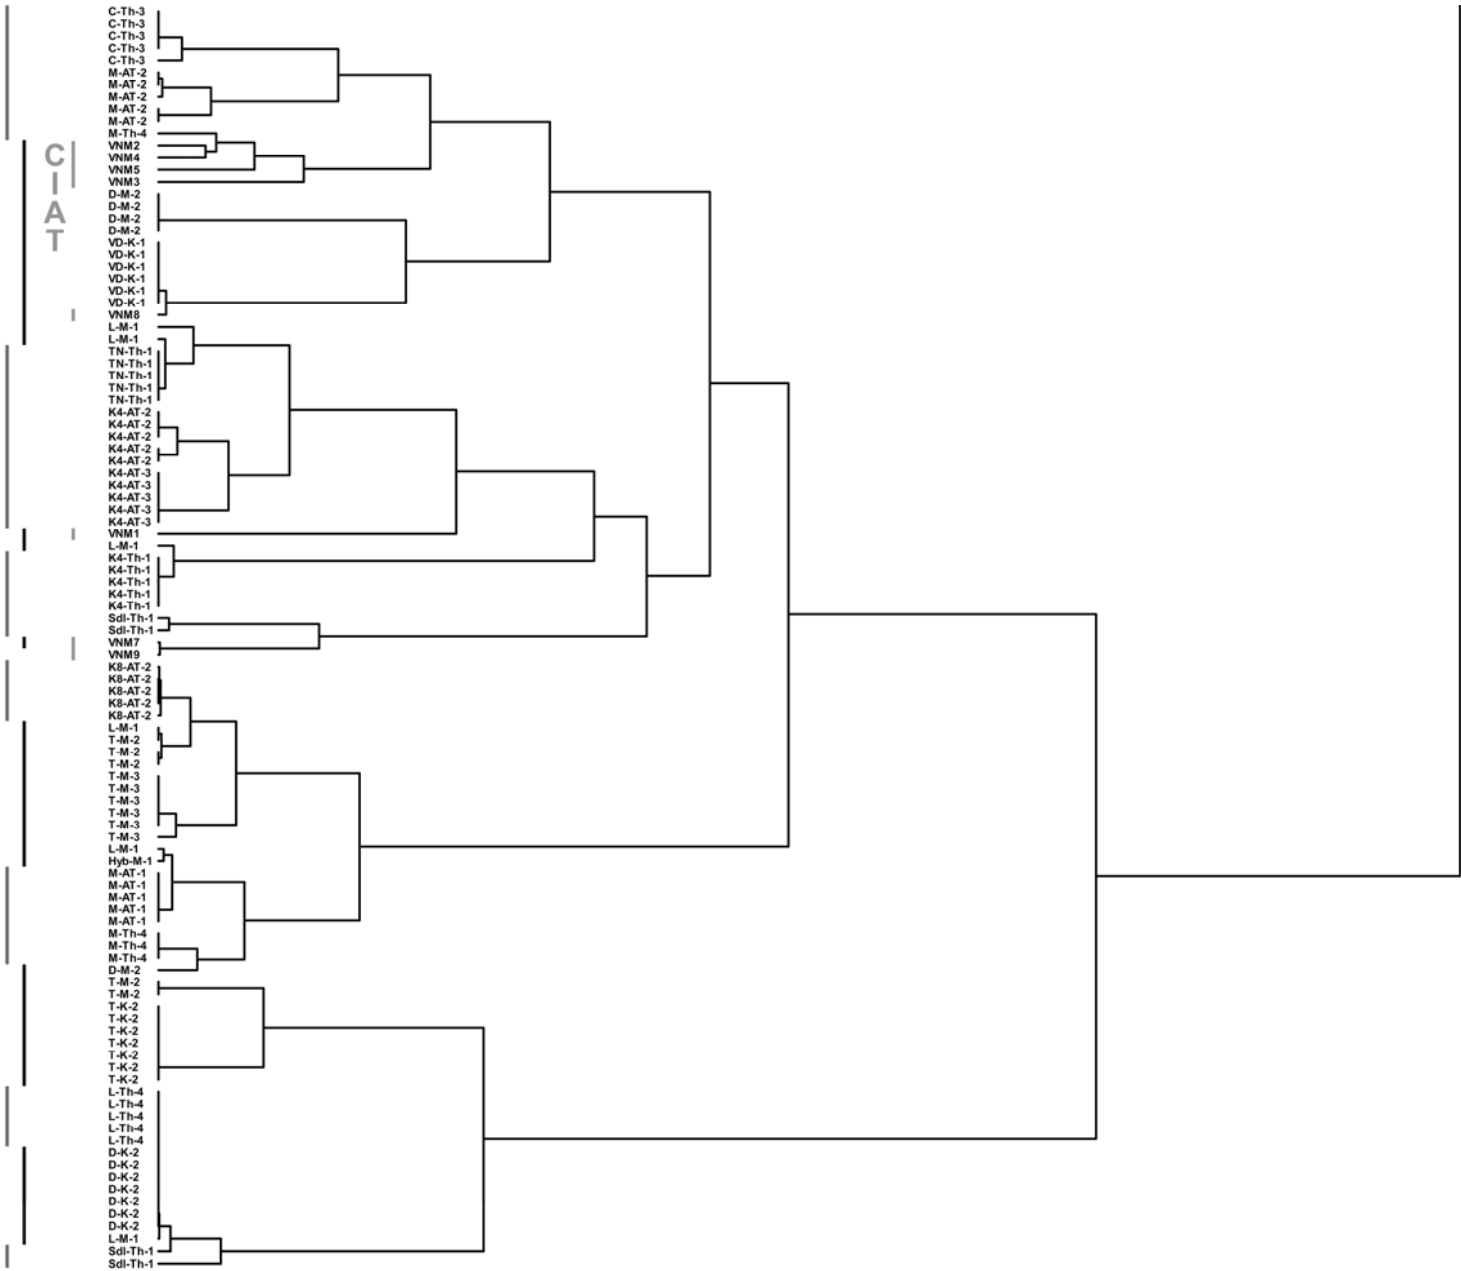 C-Th-3
C-Th-3
C-Th-3
C-Th-3
C-Th-3
M-AT-2
M-AT-2
M-AT-2
M-AT-2
M-AT-2
M-Th-4
VNM2
VNM4
VNM5
VNM3
D-M-2
D-M-2
D-M-2
D-M-2
VD-K-1
VD-K-1
VD-K-1
VD-K-1
VD-K-1
VD-K-1
VNM8
L-M-1
L-M-1
TN-Th-1
TN-Th-1
TN-Th-1
TN-Th-1
TN-Th-1
K4-AT-2
K4-AT-2
K4-AT-2
K4-AT-2
K4-AT-2
K4-AT-3
K4-AT-3
K4-AT-3
K4-AT-3
K4-AT-3
VNM1
L-M-1
K4-Th-1
K4-Th-1
K4-Th-1
K4-Th-1
K4-Th-1
Sdl-Th-1
Sdl-Th-1
VNM7
VNM9
K8-AT-2
K8-AT-2
K8-AT-2
K8-AT-2
K8-AT-2
L-M-1
T-M-2
T-M-2
T-M-2
T-M-3
T-M-3
T-M-3
T-M-3
T-M-3
T-M-3
L-M-1
Hyb-M-1
M-AT-1
M-AT-1
M-AT-1
M-AT-1
M-AT-1
M-Th-4
M-Th-4
M-Th-4
D-M-2
T-M-2
T-M-2
T-K-2
T-K-2
T-K-2
T-K-2
T-K-2
T-K-2
T-K-2
L-Th-4
L-Th-4
L-Th-4
L-Th-4
L-Th-4
D-K-2
D-K-2
D-K-2
D-K-2
D-K-2
D-K-2
D-K-2
L-M-1
Sdl-Th-1
Sdl-Th-1
CIAT